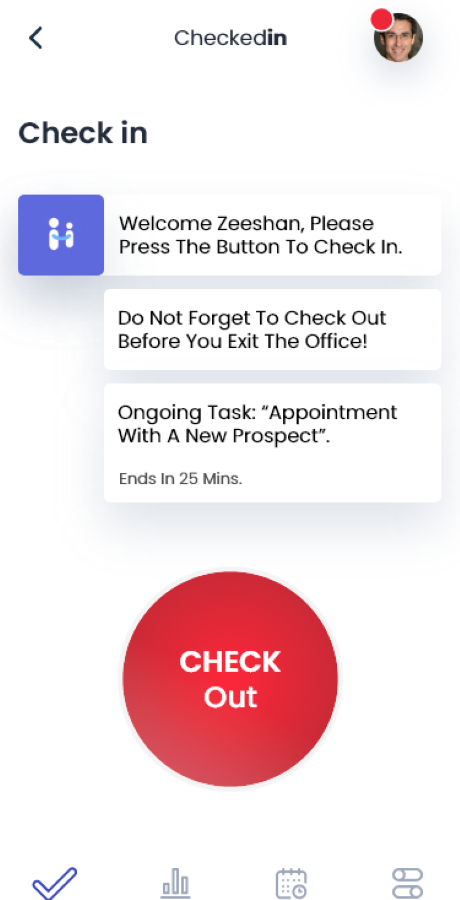 Checkedin
Check in
Welcome Zeeshan, Please
Press The Button To Check In.
Do Not Forget To Check Out
Before You Exit The Office!
Ongoing Task: “Appointment
With A New Prospect”.
Ends In 25 Mins.
CHECK
Out